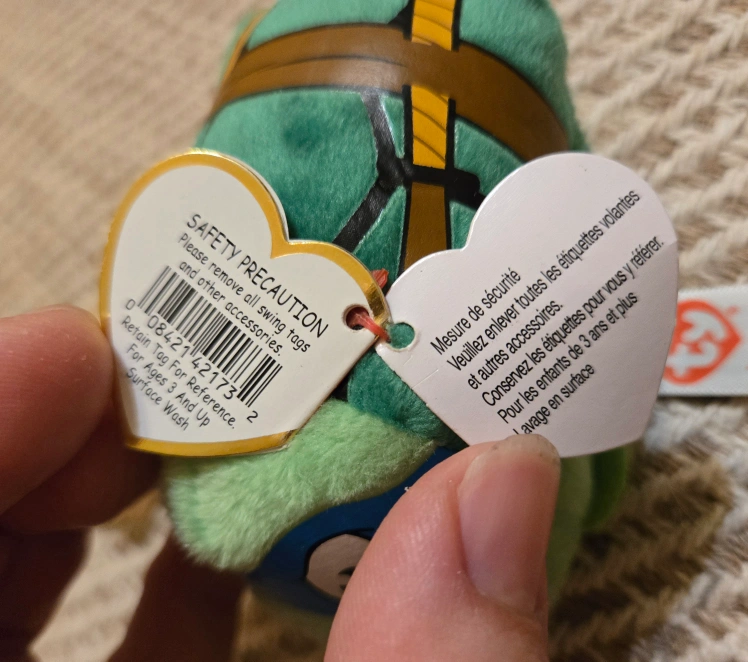 SAFETY PRECAUTION
Please remove all swing tags
and other accessories.
0 08421 42173 2
Retain Tag For Reference.
For Ages 3 And Up
Surface Wash
Mesure de sécurité
Veuillez enlever toutes les étiquettes volantes
et autres accessoires.
Conservez les étiquettes pour vous y référer.
Pour les enfants de 3 ans et plus
Lavage en surface
ty